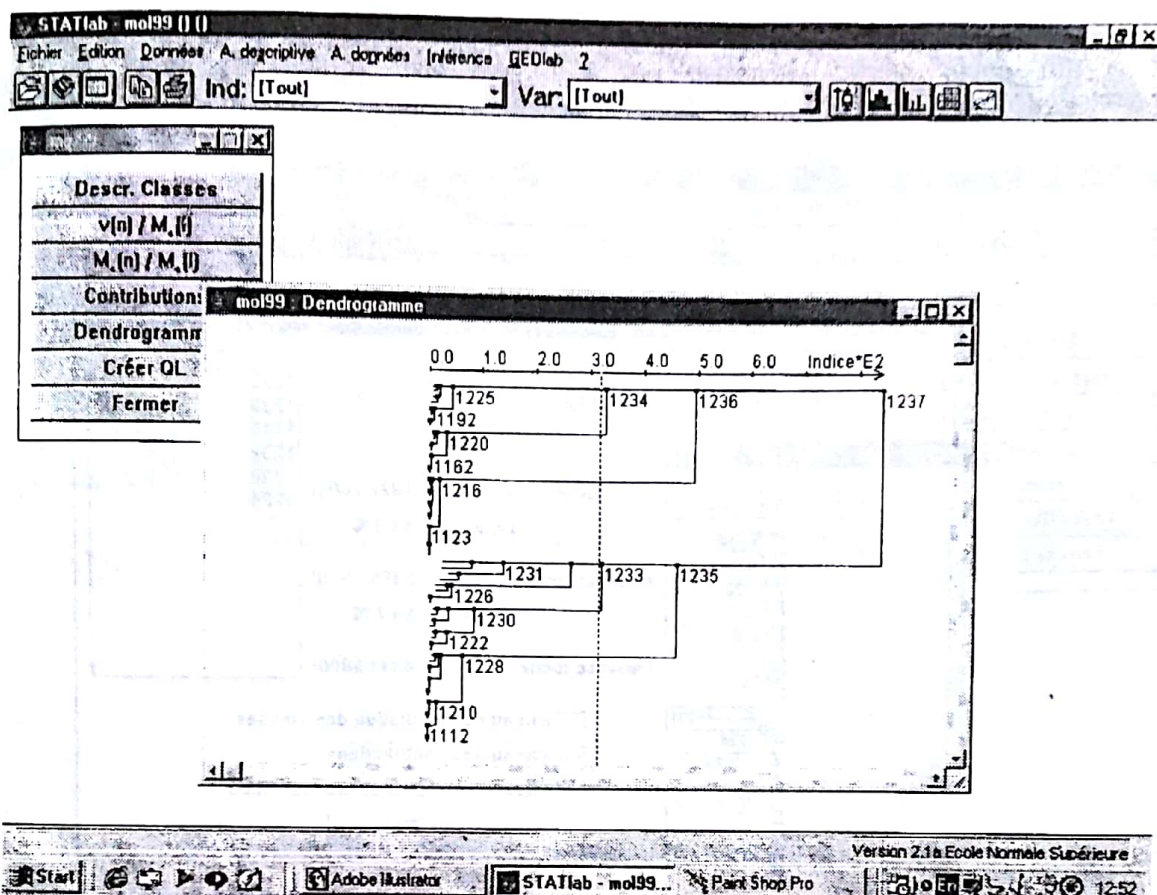 STATlab - mol99 () ()
Fichier Edition Données A. descriptive A. données Inférence GEDlab ?
Ind: [Tout] Var: [Tout]
Descr. Classes
v(n) / M
Contributions
Dendrogramm
Créer QL
Fermer
mol99 : Dendrogramme
0.0 1.0 2.0 3.0 4.0 5.0 6.0 Indice*E2
1225 1234 1236 1237
1192
1220
1162
1216
1123
1231 1233 1235
1226
1230
1222
1228
1210
1112
Version 2.1a Ecole Normale Supérieure
Start Adobe Illustrator STATlab - mol99... Paint Shop Pro En 12:52